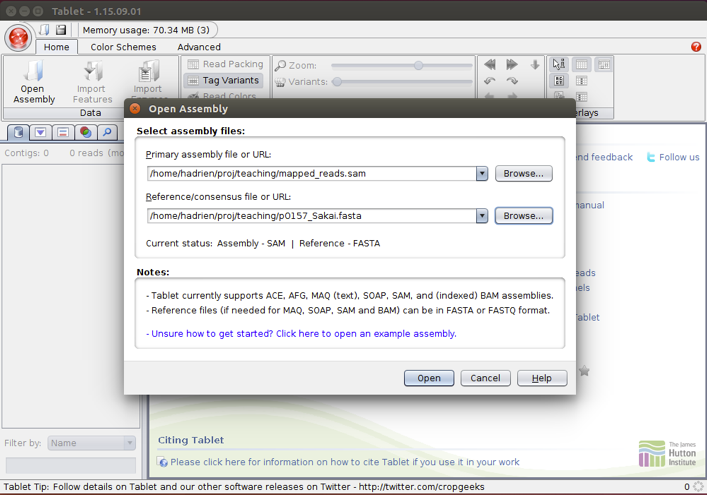 Tablet - 1.15.09.01
Memory usage: 70.34 MB (3)
Home Color Schemes Advanced
Open Assembly
Import Features
Import
Data
Read Packing
Tag Variants
Read Colors
Zoom:
Variants:
Open Assembly
Select assembly files:
Primary assembly file or URL:
/home/hadrien/proj/teaching/mapped_reads.sam Browse...
Reference/consensus file or URL:
/home/hadrien/proj/teaching/pO157_Sakai.fasta Browse...
Current status: Assembly - SAM | Reference - FASTA
Notes:
- Tablet currently supports ACE, AFG, MAQ (text), SOAP, SAM, and (indexed) BAM assemblies.
- Reference files (if needed for MAQ, SOAP, SAM and BAM) can be in FASTA or FASTQ format.
- Unsure how to get started? Click here to open an example assembly.
Open Cancel Help
Contigs: 0 0 reads
feedback Follow us
manual
Tablet
Filter by: Name
Citing Tablet
Please click here for information on how to cite Tablet if you use it in your work
The James
Hutton
Institute
Tablet Tip: Follow details on Tablet and our other software releases on Twitter - http://twitter.com/cropgeeks 0